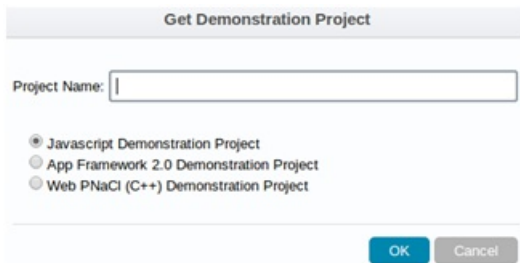 Get Demonstration Project
Project Name:
Javascript Demonstration Project
App Framework 2.0 Demonstration Project
Web PNaCl (C++) Demonstration Project
OK Cancel